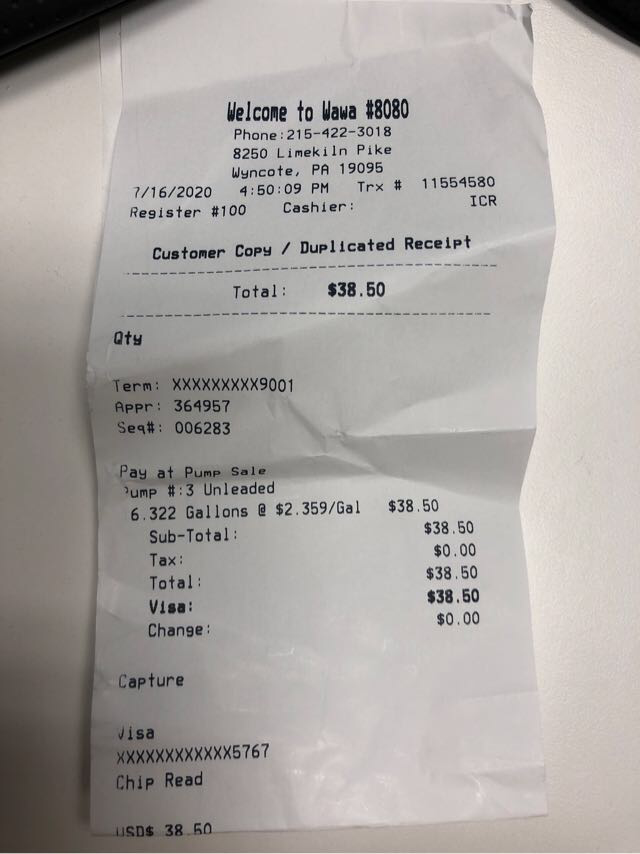 Welcome to Wawa #8080
Phone:215-422-3018
8250 Limekiln Pike
Wyncote, PA 19095
7/16/2020 4:50:09 PM Trx # 11554580
Register #100 Cashier: ICR
Customer Copy / Duplicated Receipt
Total: $38.50
Qty
Term: XXXXXXXXX9001
Appr: 364957
Seq#: 006283
Pay at Pump Sale
Pump #:3 Unleaded
6.322 Gallons @ $2.359/Gal $38.50
Sub-Total: $38.50
Tax: $0.00
Total: $38.50
Visa: $38.50
Change: $0.00
Capture
Visa
XXXXXXXXXXXX5767
Chip Read
USD$ 38.50